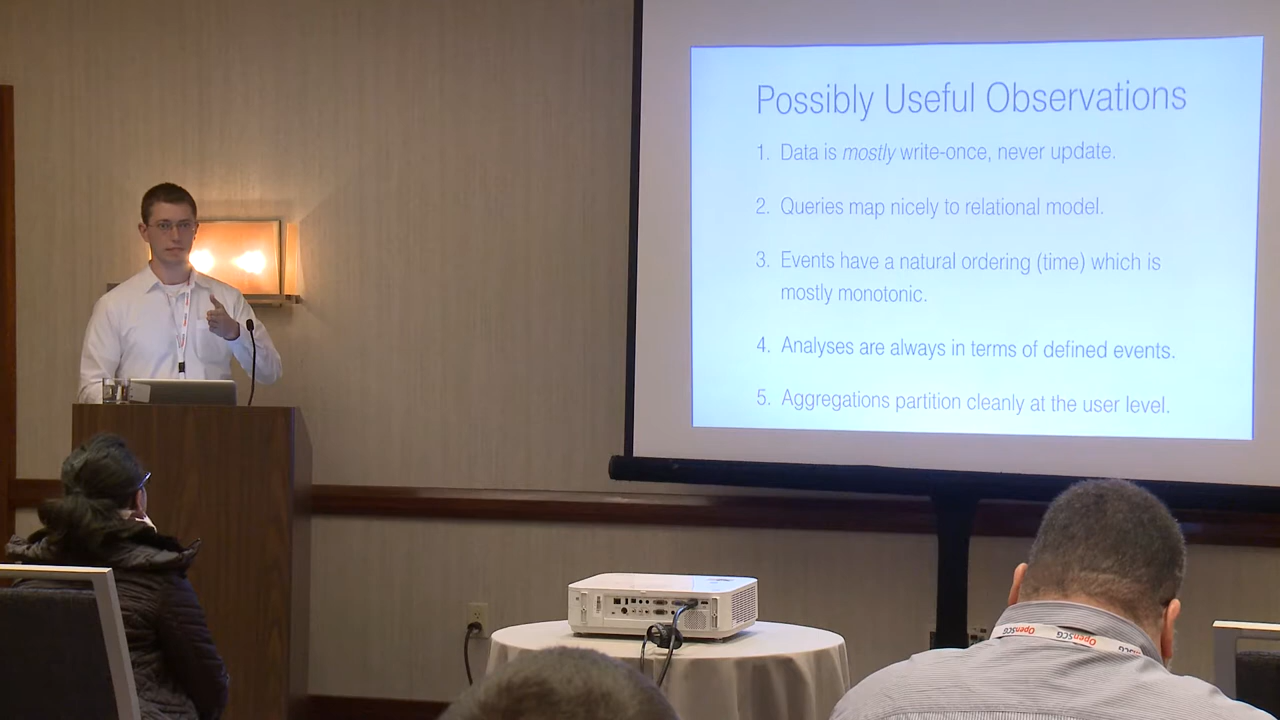 Possibly Useful Observations
1. Data is mostly write-once, never update.
2. Queries map nicely to relational model.
3. Events have a natural ordering (time) which is
mostly monotonic.
4. Analyses are always in terms of defined events.
5. Aggregations partition cleanly at the user level.
OpenSCG OpenSCG